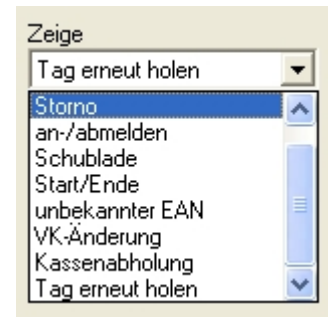 Zeige
Tag erneut holen
Storno
an-/abmelden
Schublade
Start/Ende
unbekannter EAN
VK-Änderung
Kassenabholung
Tag erneut holen